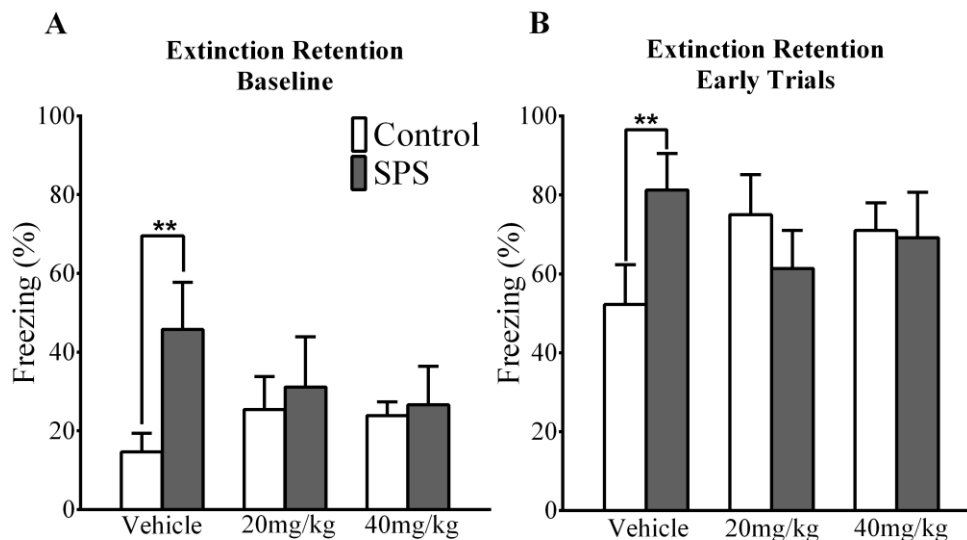 A
Extinction Retention
Baseline
Freezing (%)
100
80
60
40
20
0
Control
SPS
**
Vehicle
20mg/kg
40mg/kg
B
Extinction Retention
Early Trials
Freezing (%)
100
80
60
40
20
0
**
Vehicle
20mg/kg
40mg/kg